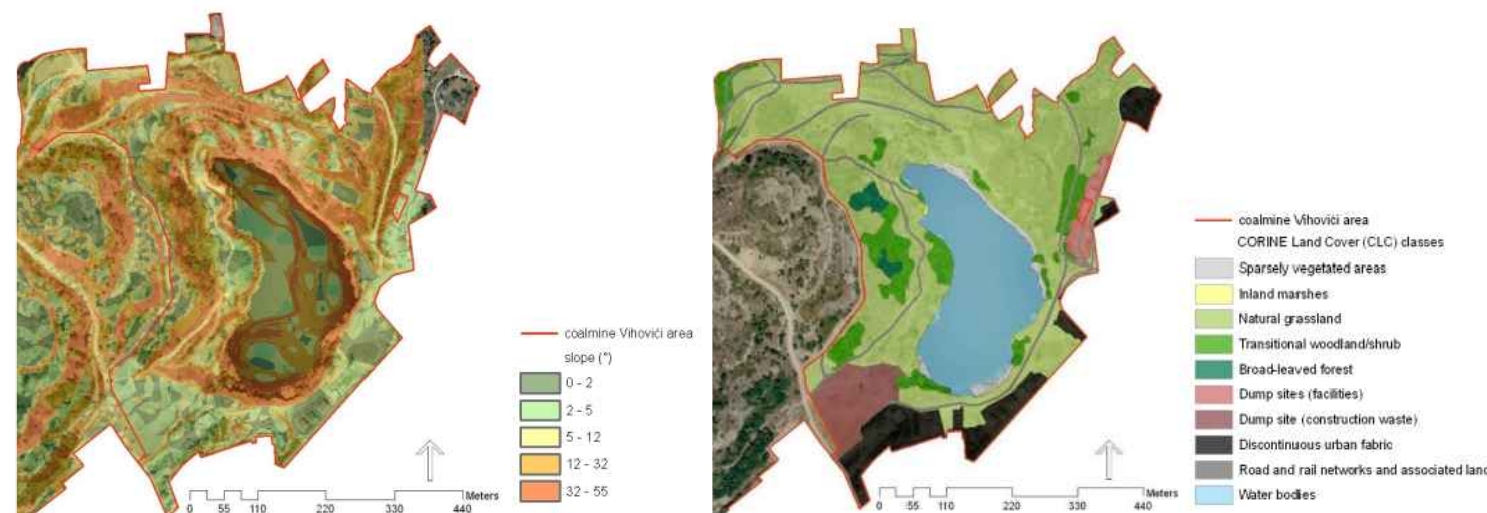 coalmine Vihovići area
slope (°)
0 - 2
2 - 5
5 - 12
12 - 32
32 - 55
Meters
0 55 110 220 330 440
coalmine Vihovići area
CORINE Land Cover (CLC) classes
Sparsely vegetated areas
Inland marshes
Natural grassland
Transitional woodland/shrub
Broad-leaved forest
Dump sites (facilities)
Dump site (construction waste)
Discontinuous urban fabric
Road and rail networks and associated land
Water bodies
Meters
0 55 110 220 330 440